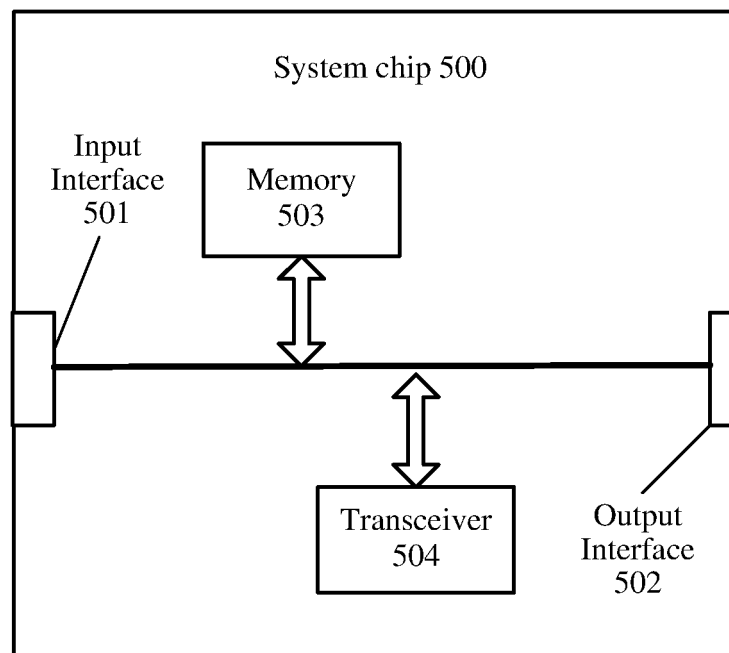 System chip 500
Input
Interface
501
Memory
503
Transceiver
504
Output
Interface
502